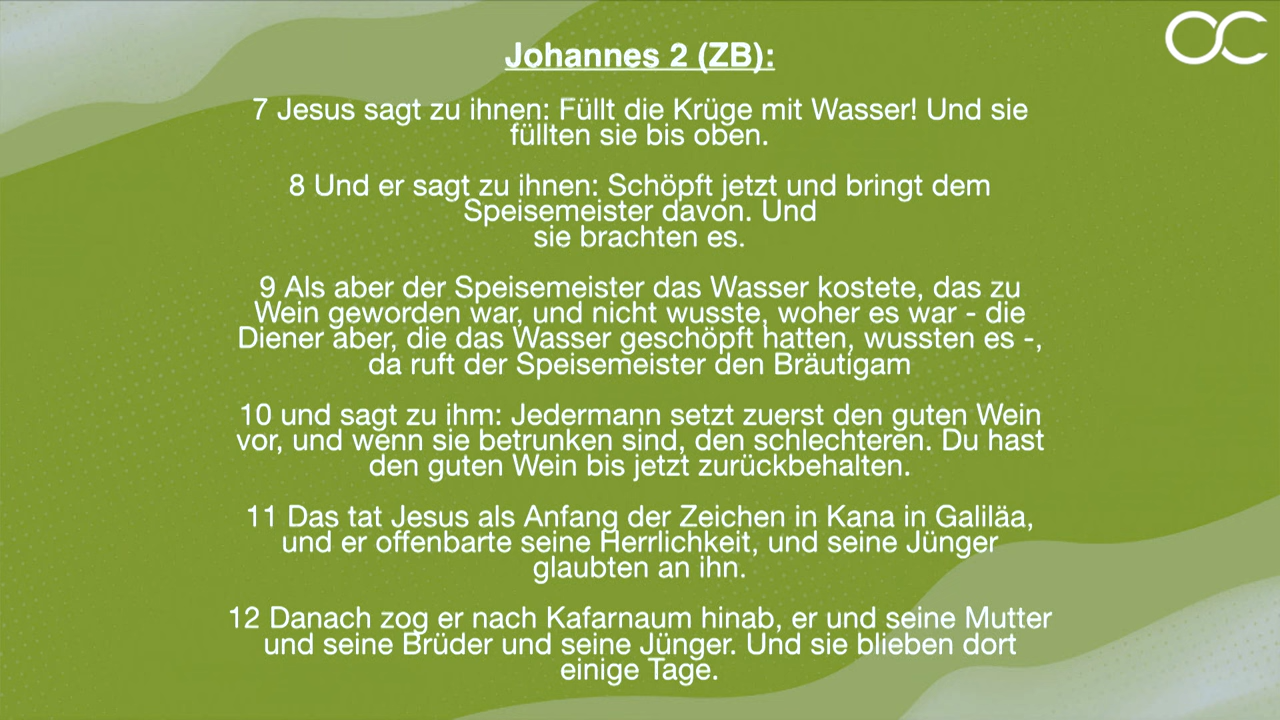 OC
Johannes 2 (ZB):
7 Jesus sagt zu ihnen: Füllt die Krüge mit Wasser! Und sie
füllten sie bis oben.
8 Und er sagt zu ihnen: Schöpft jetzt und bringt dem
Speisemeister davon. Und
sie brachten es.
9 Als aber der Speisemeister das Wasser kostete, das zu
Wein geworden war, und nicht wusste, woher es war - die
Diener aber, die das Wasser geschöpft hatten, wussten es -,
da ruft der Speisemeister den Bräutigam
10 und sagt zu ihm: Jedermann setzt zuerst den guten Wein
vor, und wenn sie betrunken sind, den schlechteren. Du hast
den guten Wein bis jetzt zurückbehalten.
11 Das tat Jesus als Anfang der Zeichen in Kana in Galiläa,
und er offenbarte seine Herrlichkeit, und seine Jünger
glaubten an ihn.
12 Danach zog er nach Kafarnaum hinab, er und seine Mutter
und seine Brüder und seine Jünger. Und sie blieben dort
einige Tage.